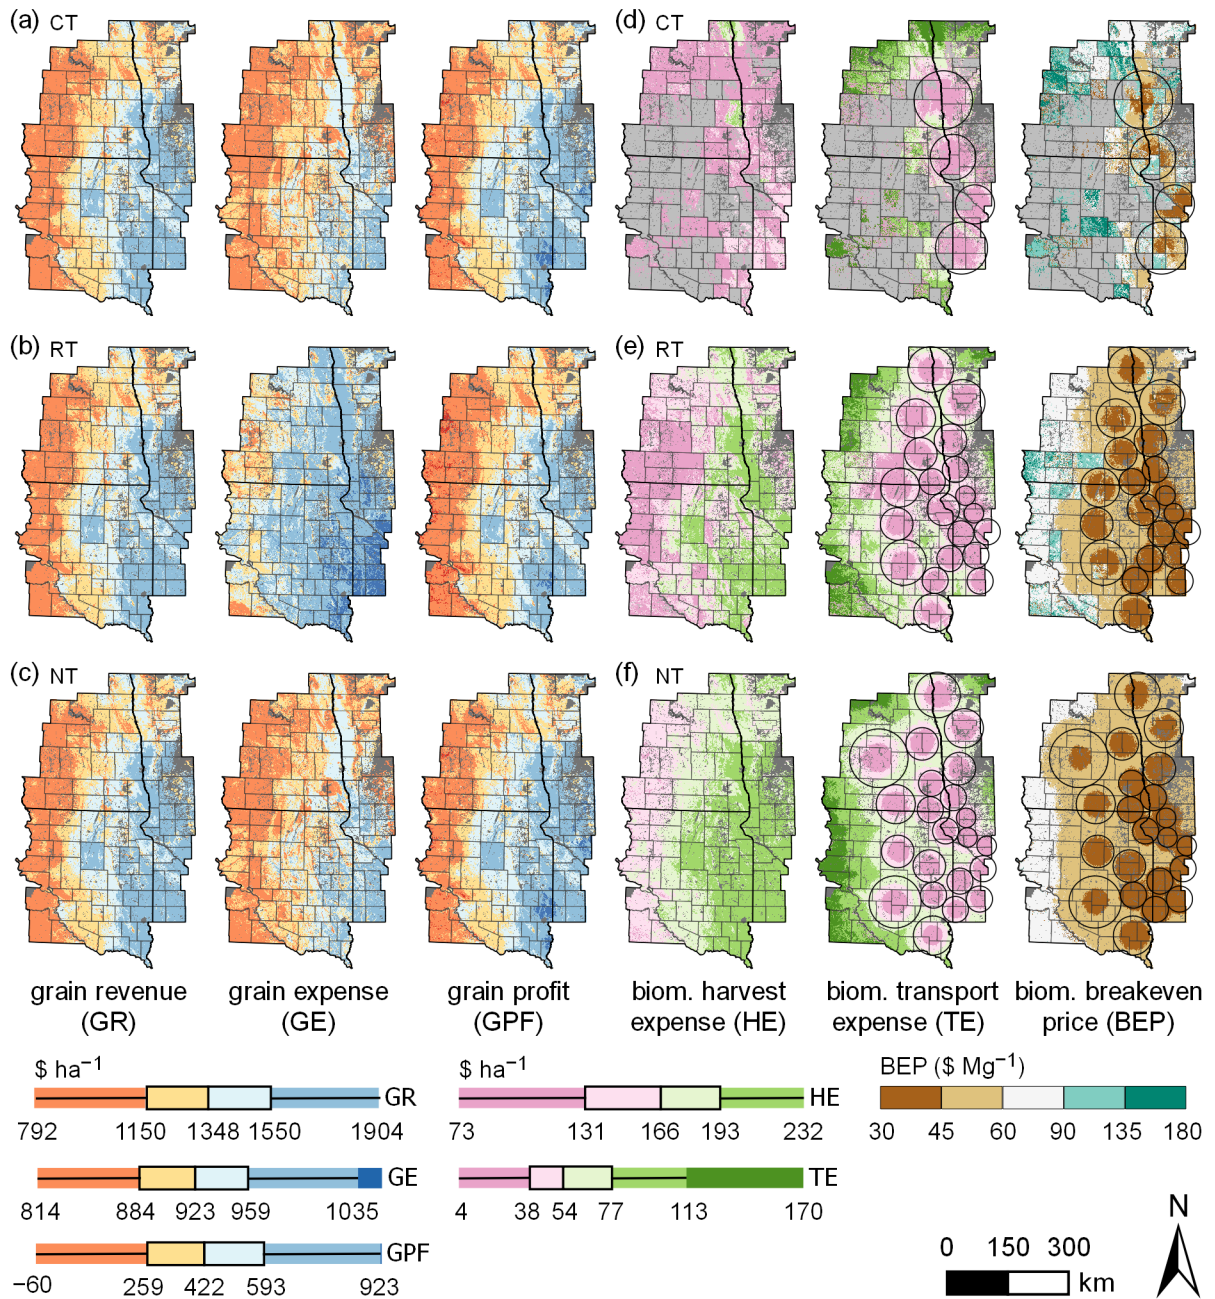 (a) CT
(d) CT
(b) RT
(e) RT
(c) NT
(f) NT
grain revenue
(GR)
grain expense
(GE)
grain profit
(GPF)
biom. harvest
expense (HE)
biom. transport
expense (TE)
biom. breakeven
price (BEP)
$ ha⁻¹
GR
792 1150 1348 1550 1904
GE
814 884 923 959 1035
GPF
−60 259 422 593 923
$ ha⁻¹
HE
73 131 166 193 232
TE
4 38 54 77 113 170
BEP ($ Mg⁻¹)
30 45 60 90 135 180
N
0 150 300
km